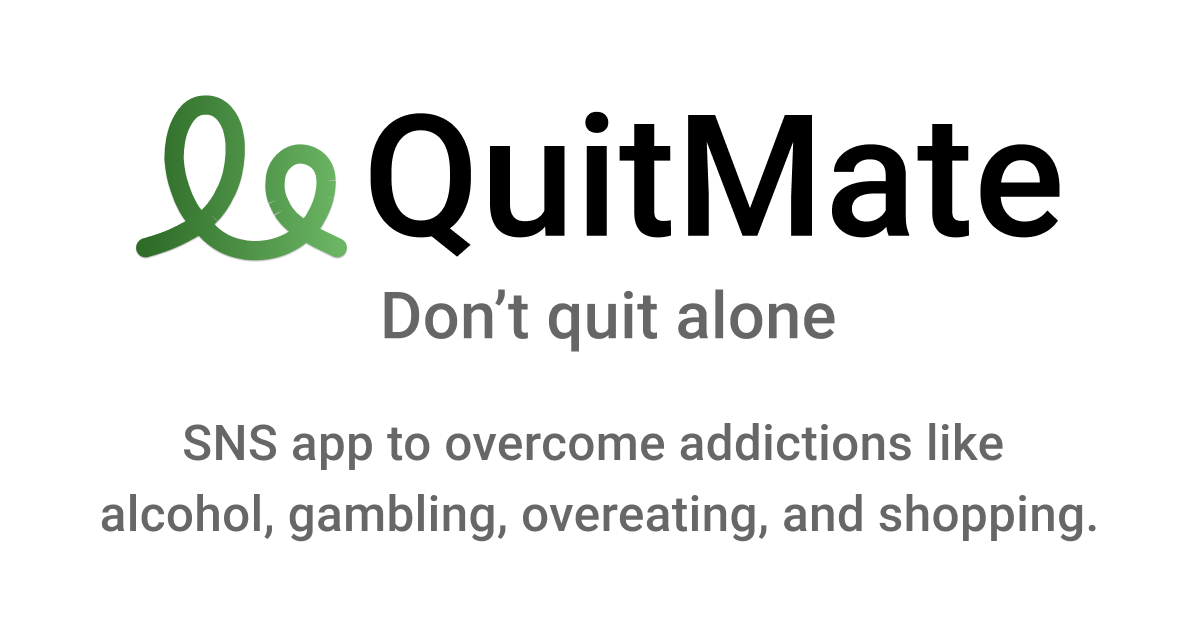 QuitMate
Don’t quit alone
SNS app to overcome addictions like
alcohol, gambling, overeating, and shopping.